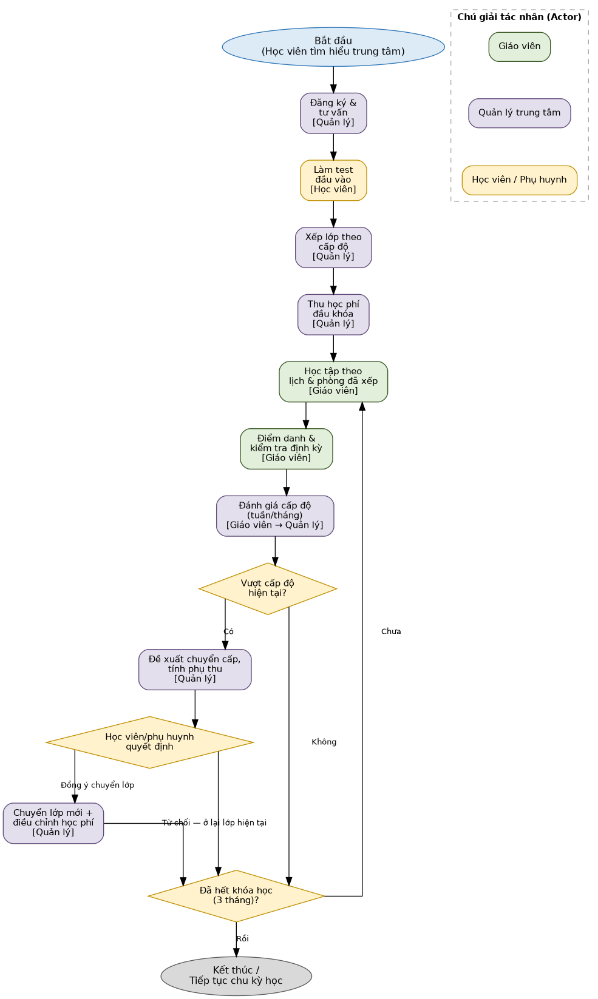 Chú giải tác nhân (Actor)
Giáo viên
Quản lý trung tâm
Học viên / Phụ huynh
Bắt đầu
(Học viên tìm hiểu trung tâm)
Đăng ký &
tư vấn
[Quản lý]
Làm test
đầu vào
[Học viên]
Xếp lớp theo
cấp độ
[Quản lý]
Thu học phí
đầu khóa
[Quản lý]
Học tập theo
lịch & phòng đã xếp
[Giáo viên]
Điểm danh &
kiểm tra định kỳ
[Giáo viên]
Đánh giá cấp độ
(tuần/tháng)
[Giáo viên → Quản lý]
Vượt cấp độ
hiện tại?
Có
Chưa
Đề xuất chuyển cấp,
tính phụ thu
[Quản lý]
Học viên/phụ huynh
quyết định
Không
Đồng ý chuyển lớp
Chuyển lớp mới +
điều chỉnh học phí
[Quản lý]
Từ chối — ở lại lớp hiện tại
Đã hết khóa học
(3 tháng)?
Rồi
Kết thúc /
Tiếp tục chu kỳ học